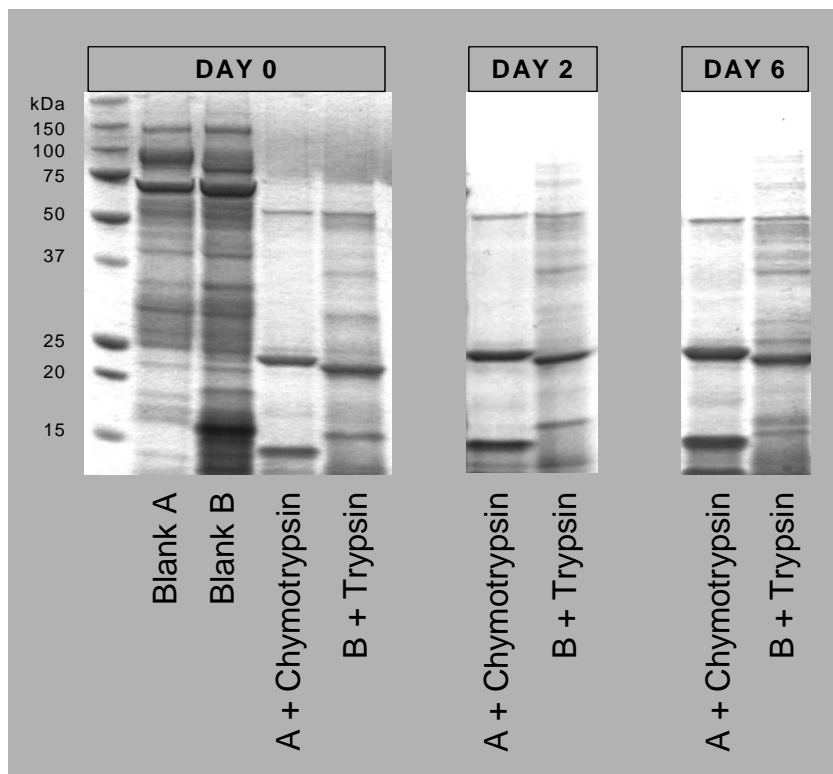 DAY 0
DAY 2
DAY 6
kDa
150
100
75
50
37
25
20
15
Blank A
Blank B
A + Chymotrypsin
B + Trypsin
A + Chymotrypsin
B + Trypsin
A + Chymotrypsin
B + Trypsin